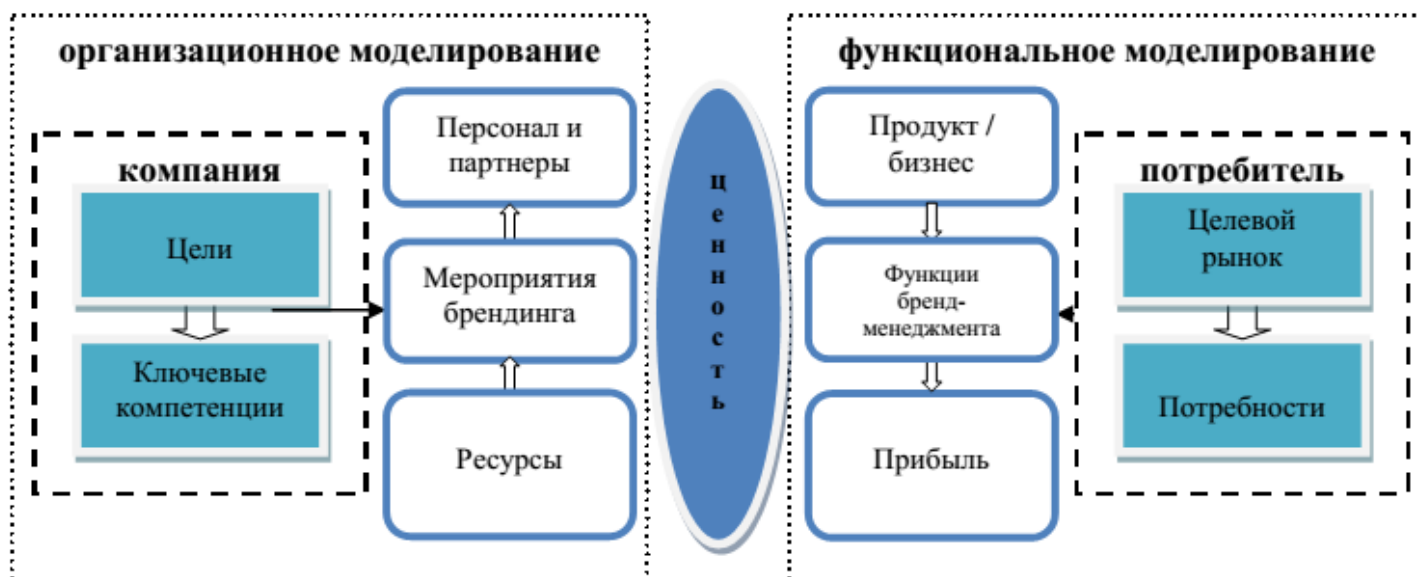 организационное моделирование
компания
Цели
Ключевые
компетенции
Персонал и
партнеры
Мероприятия
брендинга
Ресурсы
ценность
функциональное моделирование
Продукт /
бизнес
Функции
бренд-
менеджмента
Прибыль
потребитель
Целевой
рынок
Потребности